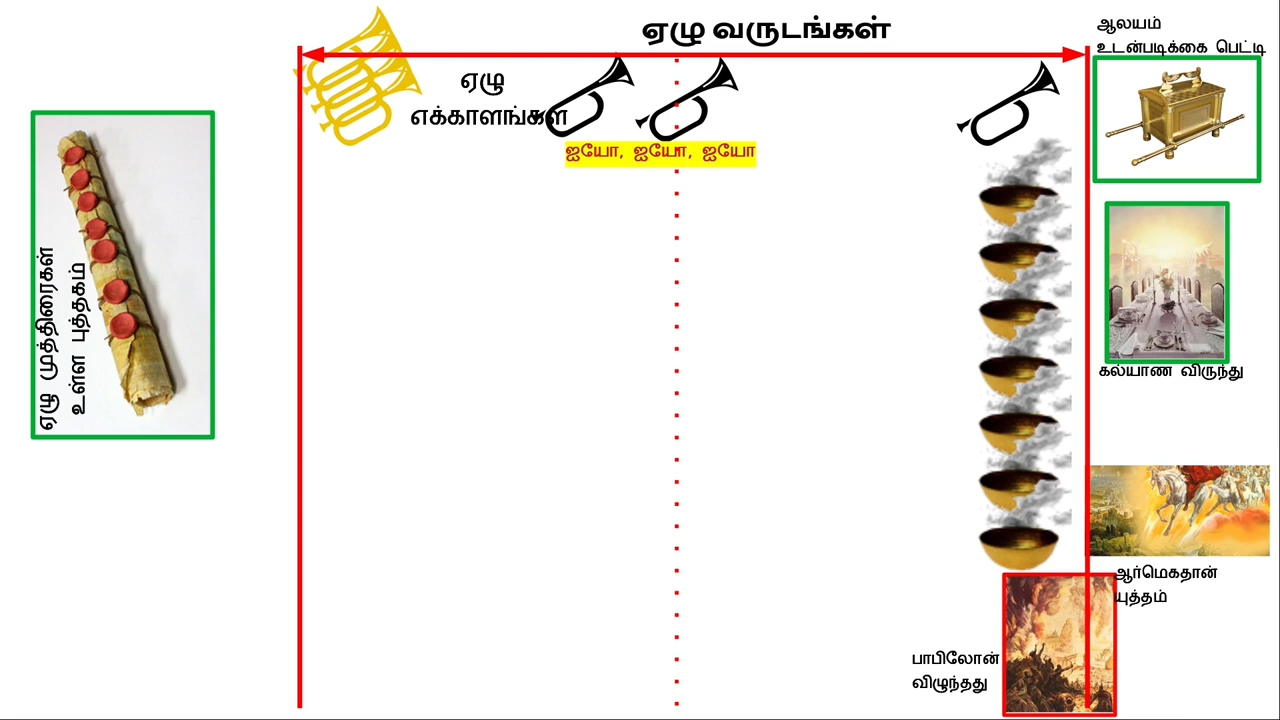 ஏழு வருடங்கள்
ஆலயம்
உடன்படிக்கை பெட்டி
ஏழு
எக்காளங்கள
ஐயோ, ஐயோ, ஐயோ
ஏழு முத்திரைகள்
உள்ள புத்தகம்
கல்யாண விருந்து
ஆர்மெகதான்
யுத்தம்
பாபிலோன்
விழுந்தது